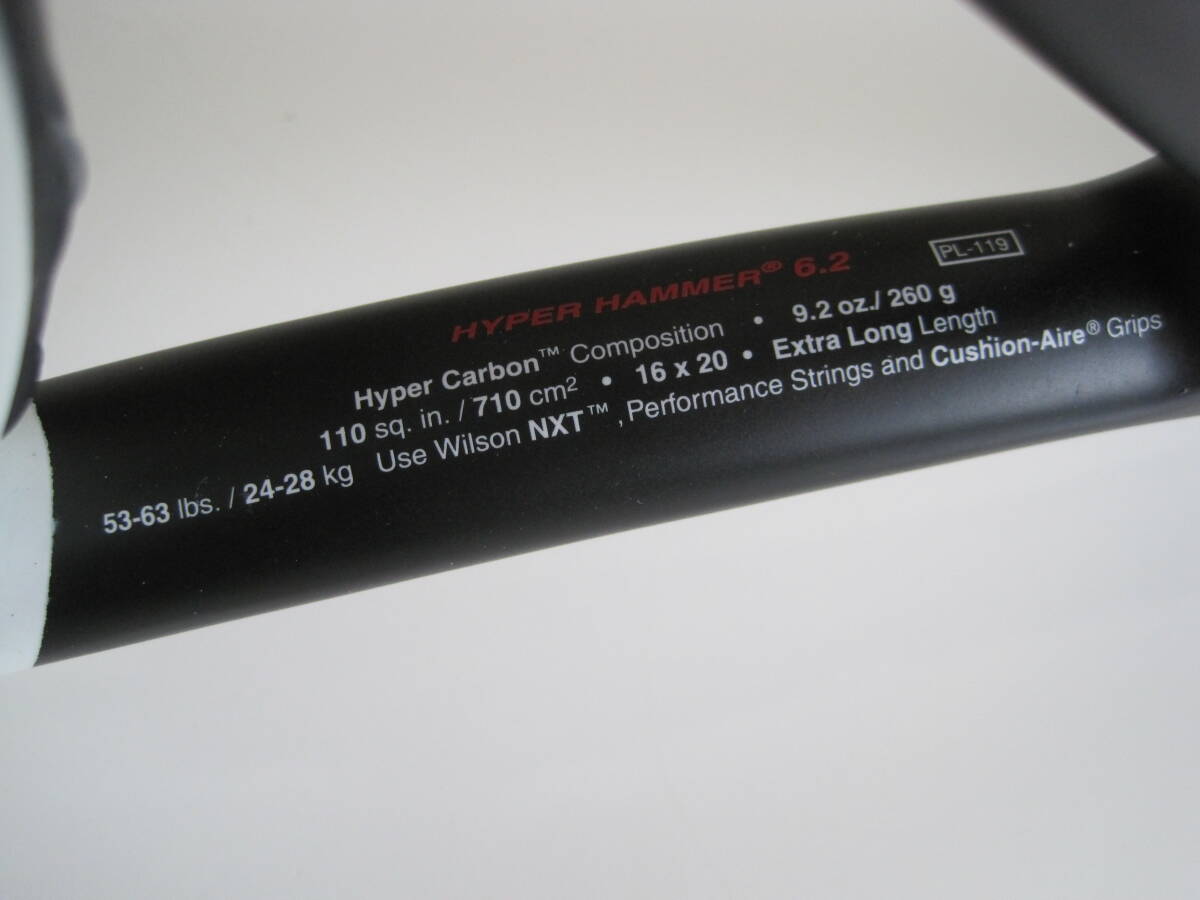 HYPER HAMMER® 6.2
PL-119
Hyper Carbon™ Composition • 9.2 oz./ 260 g
110 sq. in. / 710 cm² • 16 x 20 • Extra Long Length
53-63 lbs. / 24-28 kg Use Wilson NXT™ ,Performance Strings and Cushion-Aire® Grips